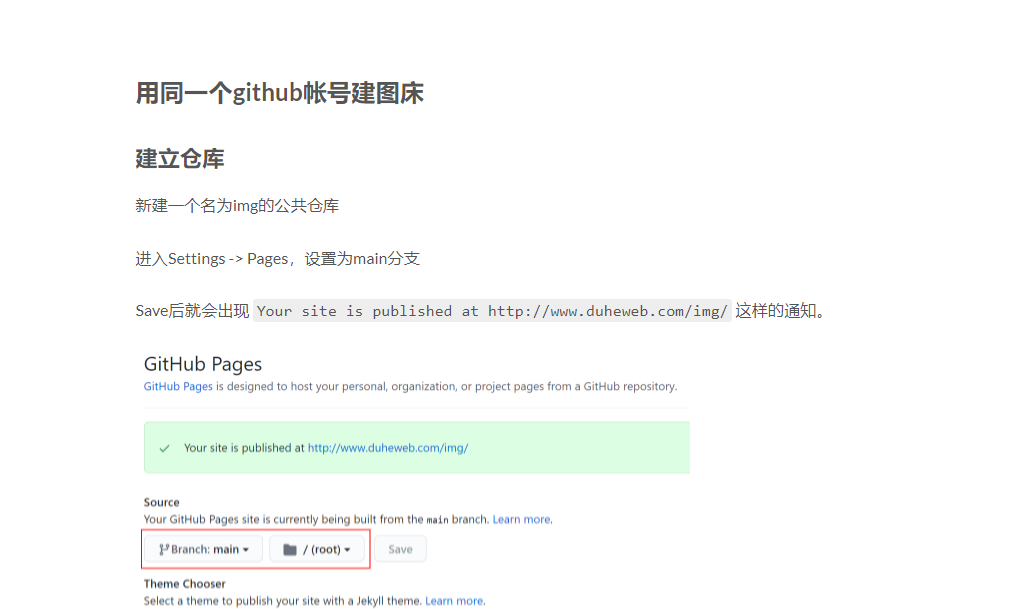 用同一个github帐号建图床
建立仓库
新建一个名为img的公共仓库
进入Settings -> Pages，设置为main分支
Save后就会出现 Your site is published at http://www.duheweb.com/img/ 这样的通知。
GitHub Pages
GitHub Pages is designed to host your personal, organization, or project pages from a GitHub repository.
Your site is published at http://www.duheweb.com/img/
Source
Your GitHub Pages site is currently being built from the main branch. Learn more.
Branch: main / (root) Save
Theme Chooser
Select a theme to publish your site with a Jekyll theme. Learn more.